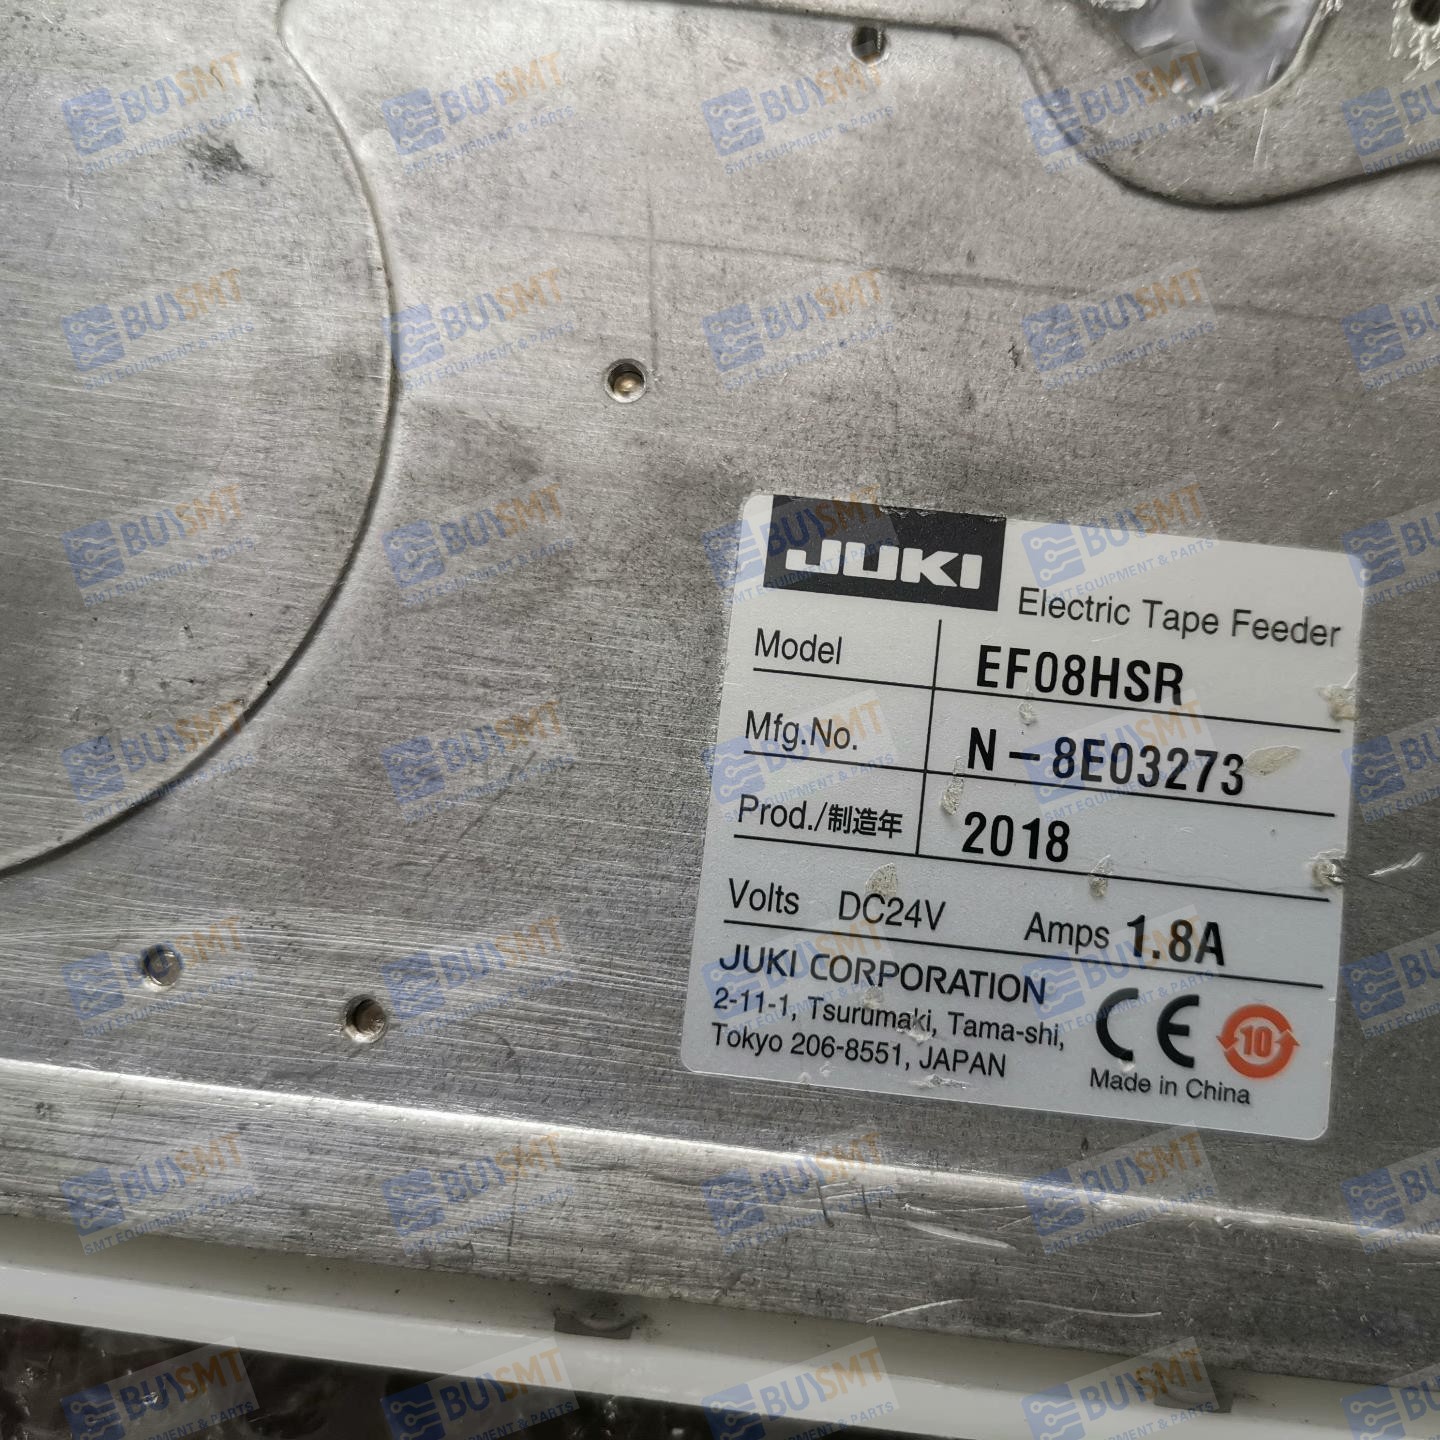 JUKI Electric Tape Feeder
Model EF08HSR
Mfg.No. N-8E03273
Prod./制造年 2018
Volts DC24V Amps 1.8A
JUKI CORPORATION
2-11-1, Tsurumaki, Tama-shi,
Tokyo 206-8551, JAPAN
CE 10
Made in China
BUYSMT
SMT EQUIPMENT & PARTS